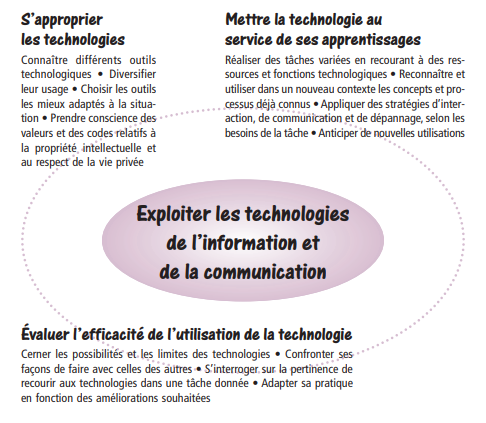 S'approprier
les technologies
Connaître différents outils
technologiques • Diversifier
leur usage • Choisir les outils
les mieux adaptés à la situa-
tion • Prendre conscience des
valeurs et des codes relatifs à
la propriété intellectuelle et
au respect de la vie privée
Mettre la technologie au
service de ses apprentissages
Réaliser des tâches variées en recourant à des res-
sources et fonctions technologiques • Reconnaître et
utiliser dans un nouveau contexte les concepts et pro-
cessus déjà connus • Appliquer des stratégies d'inter-
action, de communication et de dépannage, selon les
besoins de la tâche • Anticiper de nouvelles utilisations
Exploiter les technologies
de l'information et
de la communication
Évaluer l'efficacité de l'utilisation de la technologie
Cerner les possibilités et les limites des technologies • Confronter ses
façons de faire avec celles des autres • S'interroger sur la pertinence de
recourir aux technologies dans une tâche donnée • Adapter sa pratique
en fonction des améliorations souhaitées